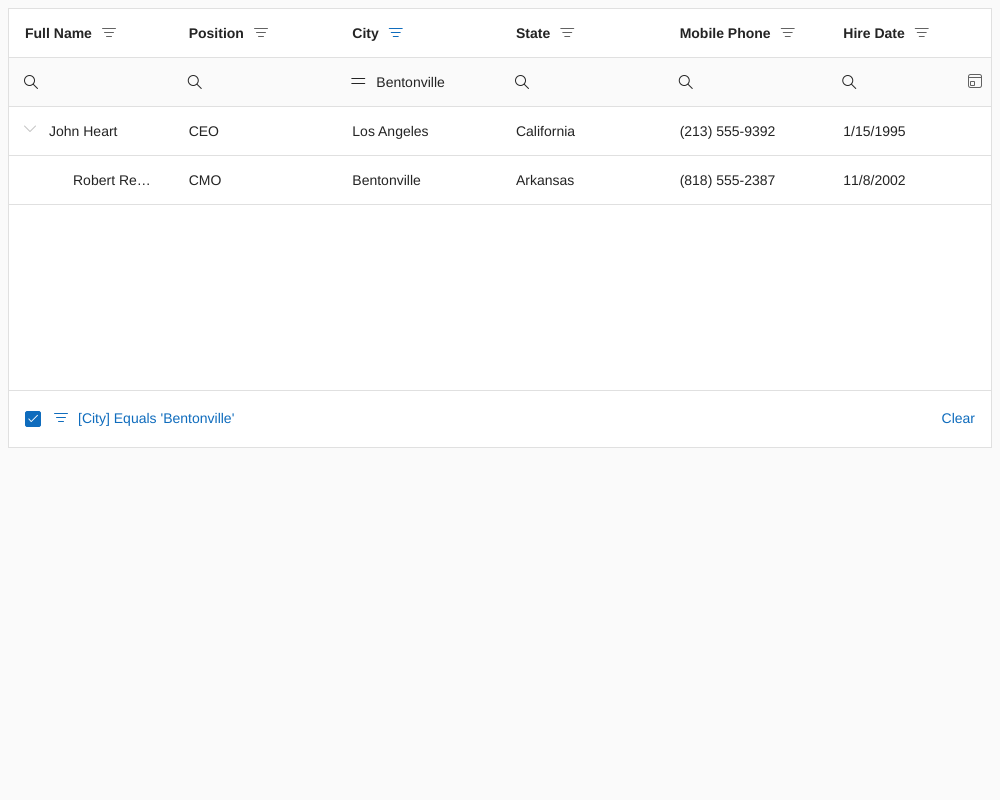 Full Name Position City State Mobile Phone Hire Date
Bentonville
John Heart CEO Los Angeles California (213) 555-9392 1/15/1995
Robert Re… CMO Bentonville Arkansas (818) 555-2387 11/8/2002
[City] Equals 'Bentonville' Clear